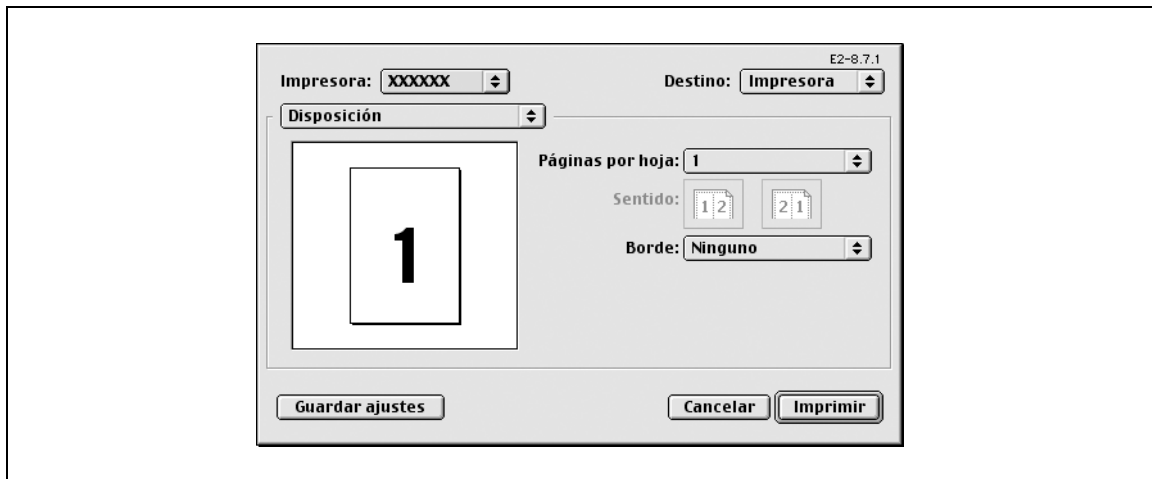 E2-8.7.1
Impresora: XXXXXX Destino: Impresora
Disposición
Páginas por hoja: 1
Sentido: 1 2 2 1
1
Borde: Ninguno
Guardar ajustes Cancelar Imprimir